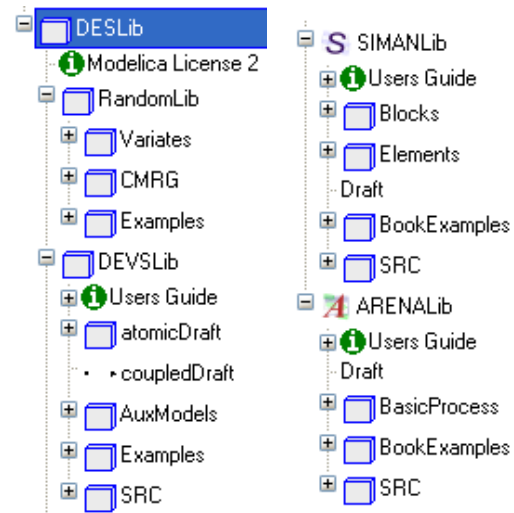 DESLib
Modelica License 2
RandomLib
Variates
CMRG
Examples
DEVSLib
Users Guide
atomicDraft
coupledDraft
AuxModels
Examples
SRC
SIMANLib
Users Guide
Blocks
Elements
Draft
BookExamples
SRC
ARENALib
Users Guide
Draft
BasicProcess
BookExamples
SRC